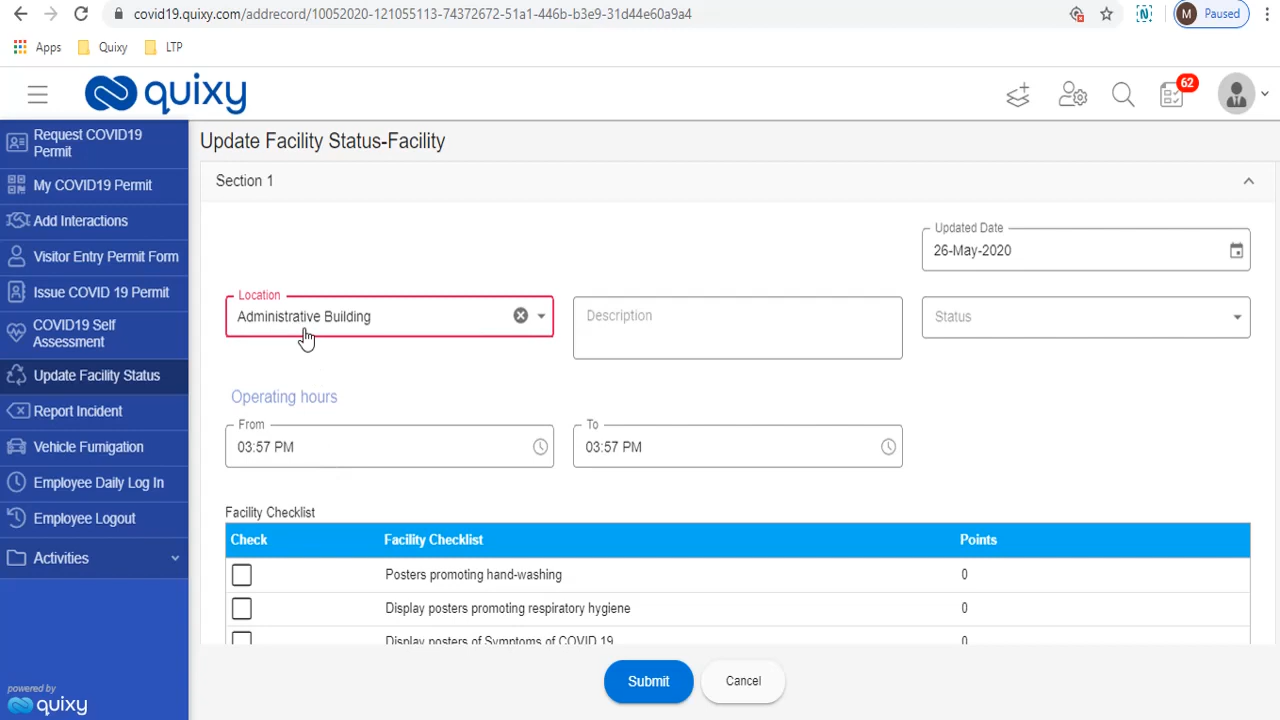 covid19.quixy.com/addrecord/10052020-121055113-74372672-51a1-446b-b3e9-31d44e60a9a4
M Paused
Apps Quixy LTP
quixy
62
Request COVID19
Permit
My COVID19 Permit
Add Interactions
Visitor Entry Permit Form
Issue COVID 19 Permit
COVID19 Self
Assessment
Update Facility Status
Report Incident
Vehicle Fumigation
Employee Daily Log In
Employee Logout
Activities
powered by
quixy
Update Facility Status-Facility
Section 1
Updated Date
26-May-2020
Location
Administrative Building
Description
Status
Operating hours
From
03:57 PM
To
03:57 PM
Facility Checklist
Check Facility Checklist Points
Posters promoting hand-washing 0
Display posters promoting respiratory hygiene 0
Display posters of Symptoms of COVID 19 0
Submit Cancel